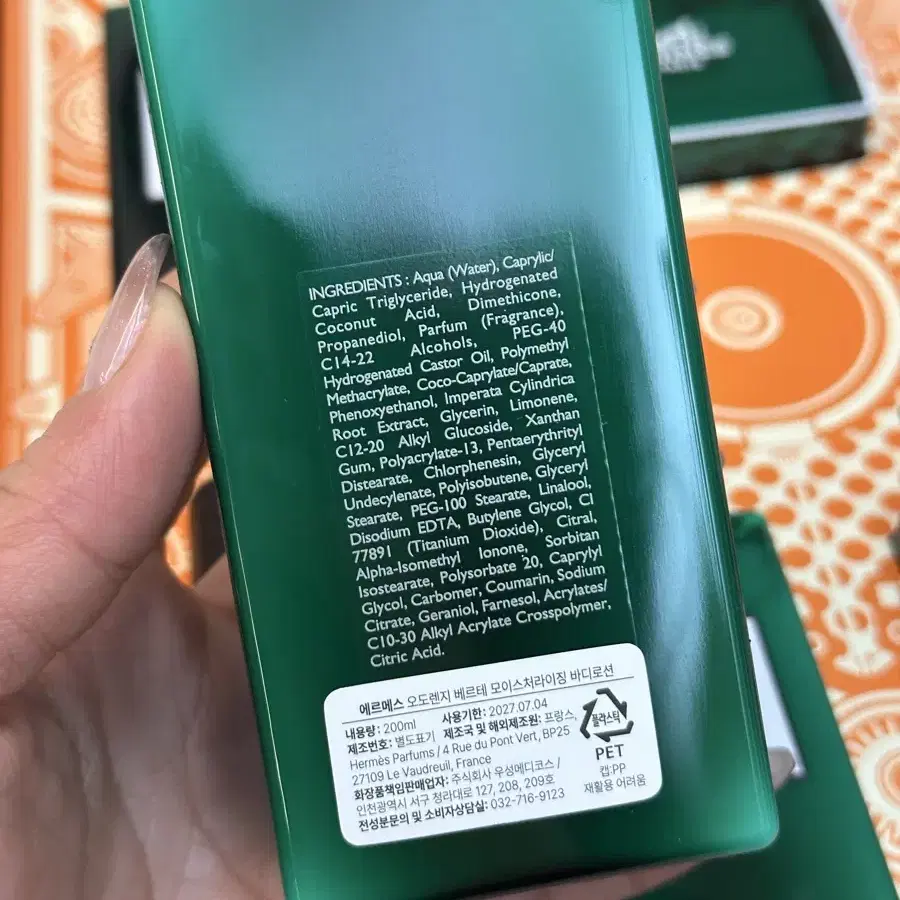 INGREDIENTS : Aqua (Water), Caprylic/
Capric Triglyceride, Hydrogenated
Coconut Acid, Dimethicone,
Propanediol, Parfum (Fragrance),
C14-22 Alcohols, PEG-40
Hydrogenated Castor Oil, Polymethyl
Methacrylate, Coco-Caprylate/Caprate,
Phenoxyethanol, Imperata Cylindrica
Root Extract, Glycerin, Limonene,
C12-20 Alkyl Glucoside, Xanthan
Gum, Polyacrylate-13, Pentaerythrityl
Distearate, Chlorphenesin, Glyceryl
Undecylenate, Polyisobutene, Glyceryl
Stearate, PEG-100 Stearate, Linalool,
Disodium EDTA, Butylene Glycol, CI
77891 (Titanium Dioxide), Citral,
Alpha-Isomethyl Ionone, Sorbitan
Isostearate, Polysorbate 20, Caprylyl
Glycol, Carbomer, Coumarin, Sodium
Citrate, Geraniol, Farnesol, Acrylates/
C10-30 Alkyl Acrylate Crosspolymer,
Citric Acid.
에르메스 오도렌지 베르테 모이스처라이징 바디로션
내용량: 200ml 사용기한: 2027.07.04
제조번호: 별도표기 제조국 및 해외제조원: 프랑스,
Hermès Parfums / 4 Rue du Pont Vert, BP25
27109 Le Vaudreuil, France
화장품책임판매업자: 주식회사 우성메디코스 /
인천광역시 서구 청라대로 127, 208, 209호
전성분문의 및 소비자상담실: 032-716-9123
플라스틱
PET
캡:PP
재활용 어려움